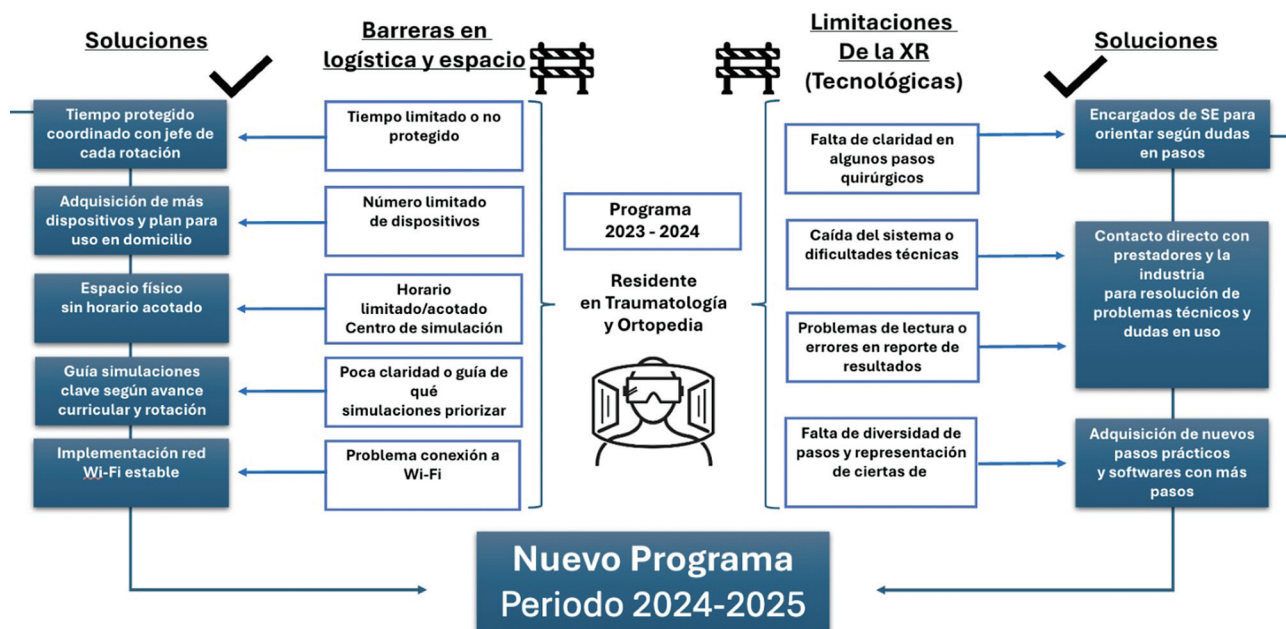 Soluciones
Tiempo protegido
coordinado con jefe de
cada rotación
Adquisición de más
dispositivos y plan para
uso en domicilio
Espacio físico
sin horario acotado
Guía simulaciones
clave según avance
curricular y rotación
Implementación red
Wi-Fi estable
Barreras en
logística y espacio
Tiempo limitado o no
protegido
Número limitado
de dispositivos
Horario
limitado/acotado
Centro de simulación
Poca claridad o guía de
qué
simulaciones priorizar
Problema conexión a
Wi-Fi
Programa
2023 - 2024
Residente
en Traumatología
y Ortopedia
Limitaciones
De la XR
(Tecnológicas)
Falta de claridad en
algunos pasos
quirúrgicos
Caída del sistema o
dificultades técnicas
Problemas de lectura o
errores en reporte de
resultados
Falta de diversidad de
pasos y representación
de ciertas de
Soluciones
Encargados de SE para
orientar según dudas
en pasos
Contacto directo con
prestadores y la
industria
para resolución de
problemas técnicos y
dudas en uso
Adquisición de nuevos
pasos prácticos
y softwares con más
pasos
Nuevo Programa
Periodo 2024-2025